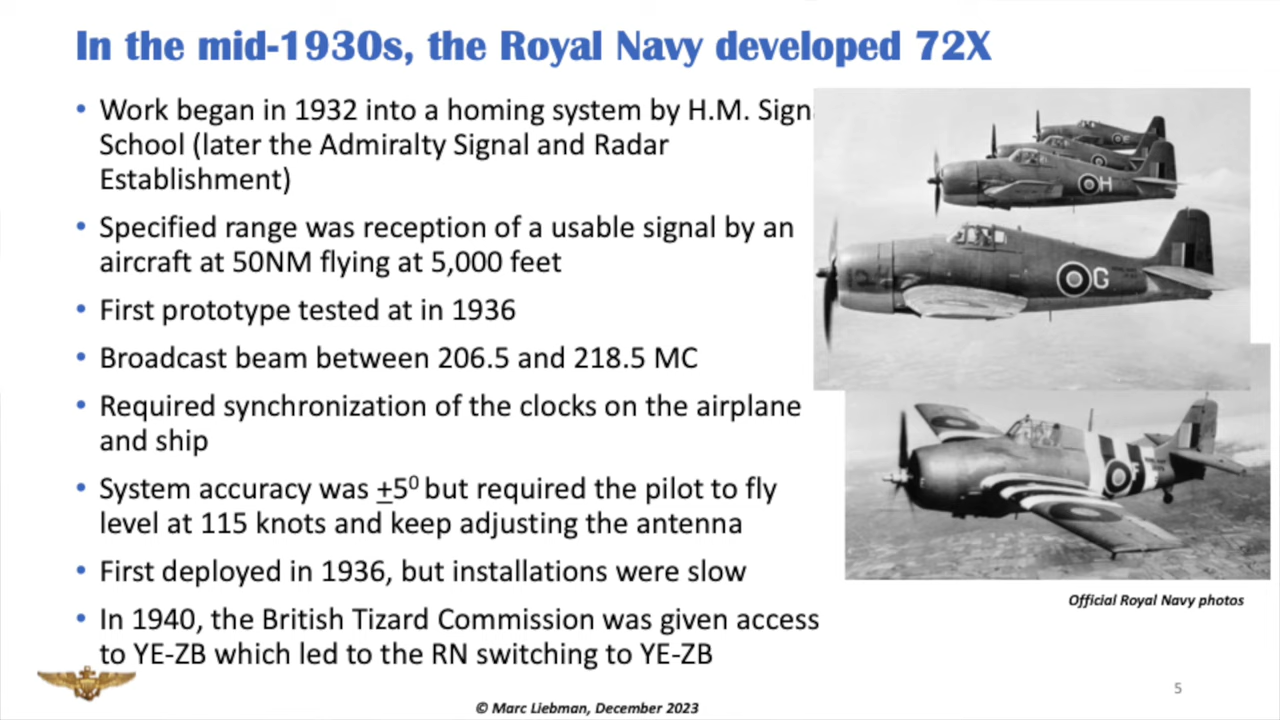 In the mid-1930s, the Royal Navy developed 72X
• Work began in 1932 into a homing system by H.M. Sign
School (later the Admiralty Signal and Radar
Establishment)
• Specified range was reception of a usable signal by an
aircraft at 50NM flying at 5,000 feet
• First prototype tested at in 1936
• Broadcast beam between 206.5 and 218.5 MC
• Required synchronization of the clocks on the airplane
and ship
• System accuracy was ±5⁰ but required the pilot to fly
level at 115 knots and keep adjusting the antenna
• First deployed in 1936, but installations were slow
• In 1940, the British Tizard Commission was given access
to YE-ZB which led to the RN switching to YE-ZB
H
G
F
Official Royal Navy photos
5
© Marc Liebman, December 2023